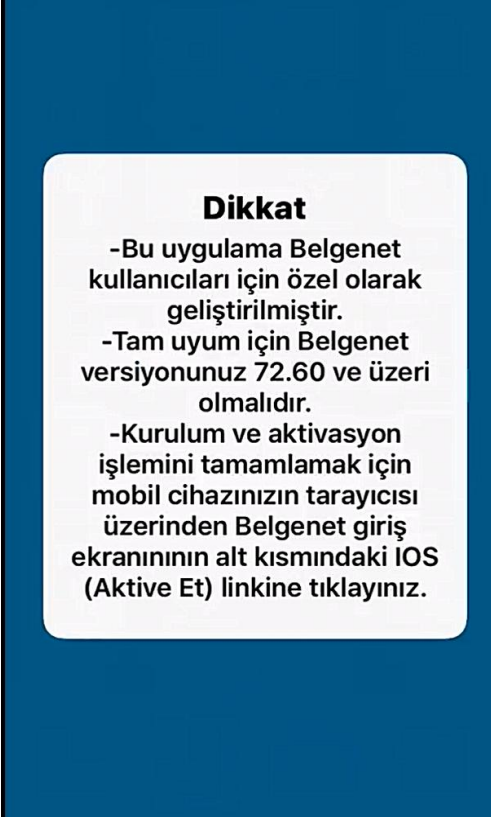 Dikkat
-Bu uygulama Belgenet
kullanıcıları için özel olarak
geliştirilmiştir.
-Tam uyum için Belgenet
versiyonunuz 72.60 ve üzeri
olmalıdır.
-Kurulum ve aktivasyon
işlemini tamamlamak için
mobil cihazınızın tarayıcısı
üzerinden Belgenet giriş
ekranınının alt kısmındaki IOS
(Aktive Et) linkine tıklayınız.